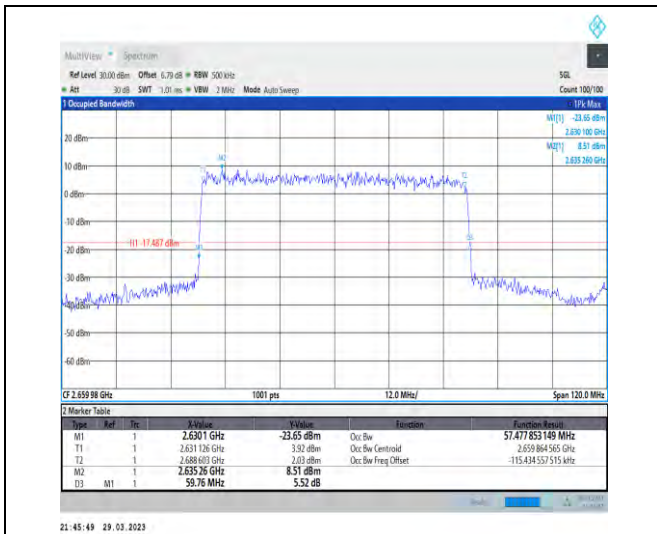 MultiView Spectrum
Ref Level 30.00 dBm Offset 6.79 dB RBW 500 kHz SGL
Att 30 dB SWT 1.01 ms VBW 2 MHz Mode Auto Sweep Count 100/100
1 Occupied Bandwidth 1Pk Max
M1[1] -23.65 dBm
2.630 100 GHz
M2[1] 8.51 dBm
2.635 260 GHz
20 dBm
M2
T1
T2
10 dBm
0 dBm
-10 dBm
H1 -17.487 dBm
D3
M1
-20 dBm
-30 dBm
-40 dBm
-50 dBm
-60 dBm
CF 2.659 98 GHz 1001 pts 12.0 MHz/ Span 120.0 MHz
2 Marker Table
Type Ref Trc X-Value Y-Value Function Function Result
M1 1 2.6301 GHz -23.65 dBm Occ Bw 57.477 853 149 MHz
T1 1 2.631 126 GHz 3.92 dBm Occ Bw Centroid 2.659 864 565 GHz
T2 1 2.688 603 GHz 2.03 dBm Occ Bw Freq Offset -115.434 557 515 kHz
M2 1 2.635 26 GHz 8.51 dBm
D3 M1 1 59.76 MHz 5.52 dB
21:45:49 29.03.2023